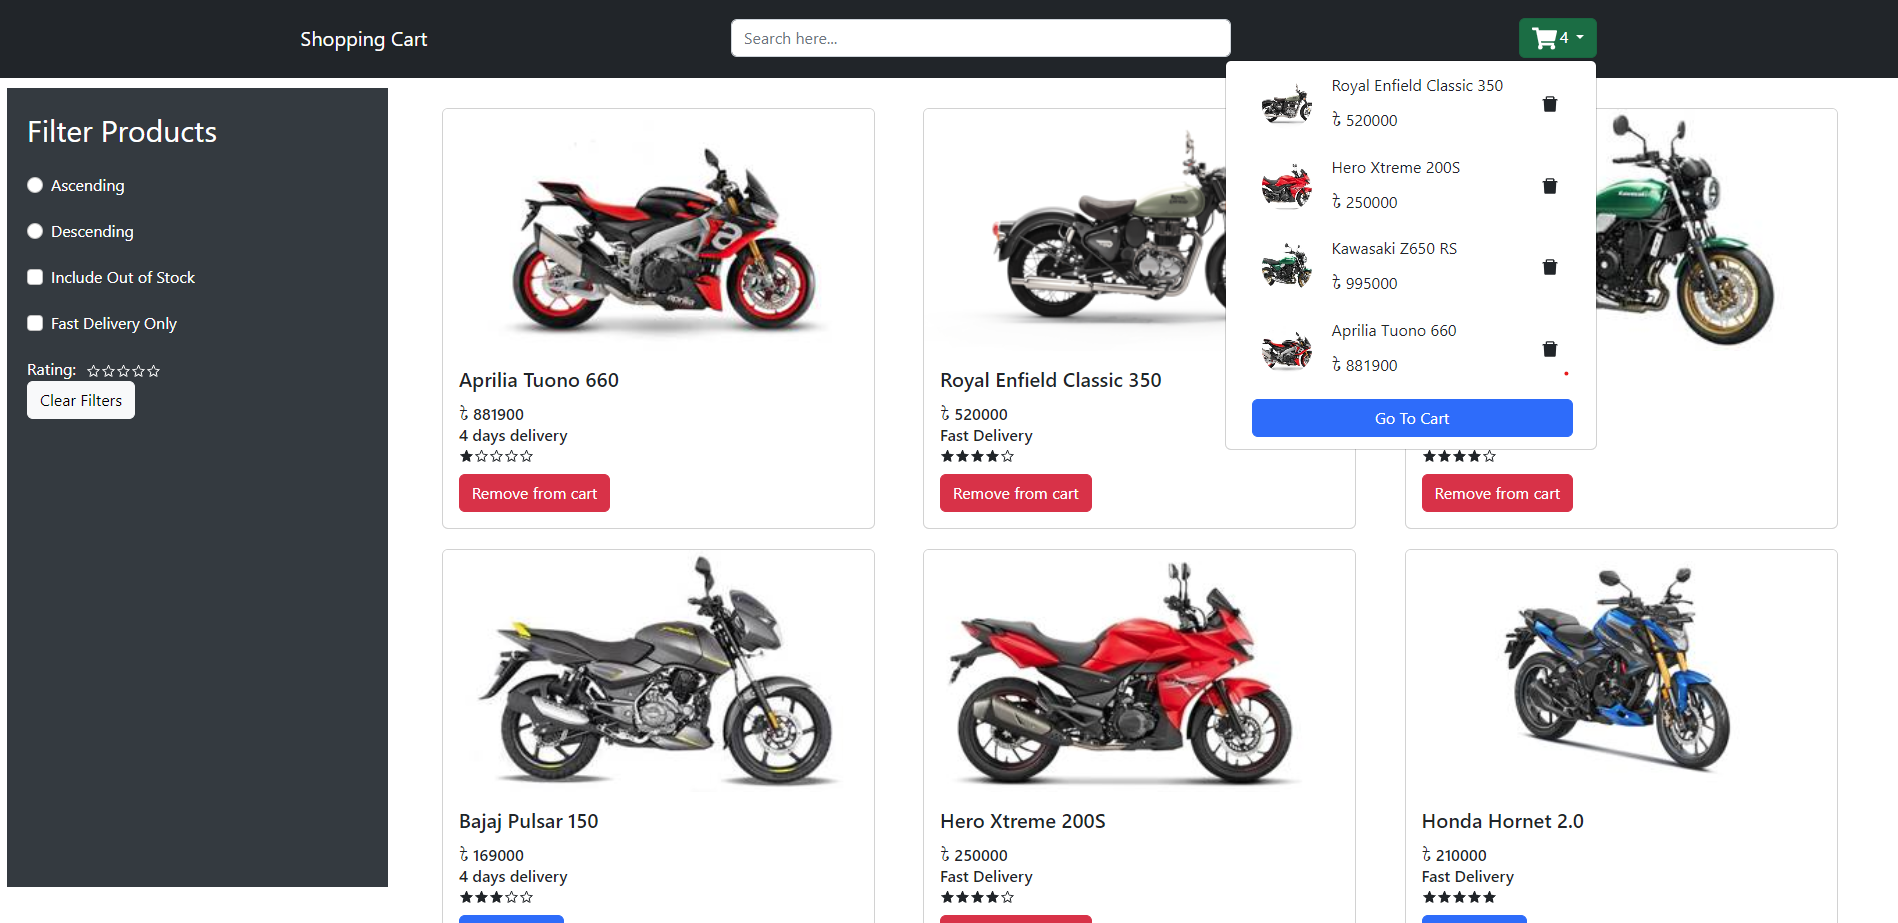 Shopping Cart
Search here...
4
Royal Enfield Classic 350
৳ 520000
Hero Xtreme 200S
৳ 250000
Kawasaki Z650 RS
৳ 995000
Aprilia Tuono 660
৳ 881900
Go To Cart
Filter Products
Ascending
Descending
Include Out of Stock
Fast Delivery Only
Rating:
Clear Filters
Aprilia Tuono 660
৳ 881900
4 days delivery
Remove from cart
Royal Enfield Classic 350
৳ 520000
Fast Delivery
Remove from cart
Remove from cart
Bajaj Pulsar 150
৳ 169000
4 days delivery
Hero Xtreme 200S
৳ 250000
Fast Delivery
Honda Hornet 2.0
৳ 210000
Fast Delivery